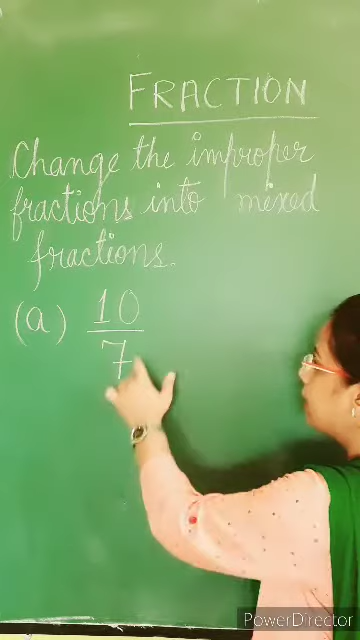 FRACTION
Change the improper
fractions into mixed
fractions.
(a) 10
7
PowerDirector